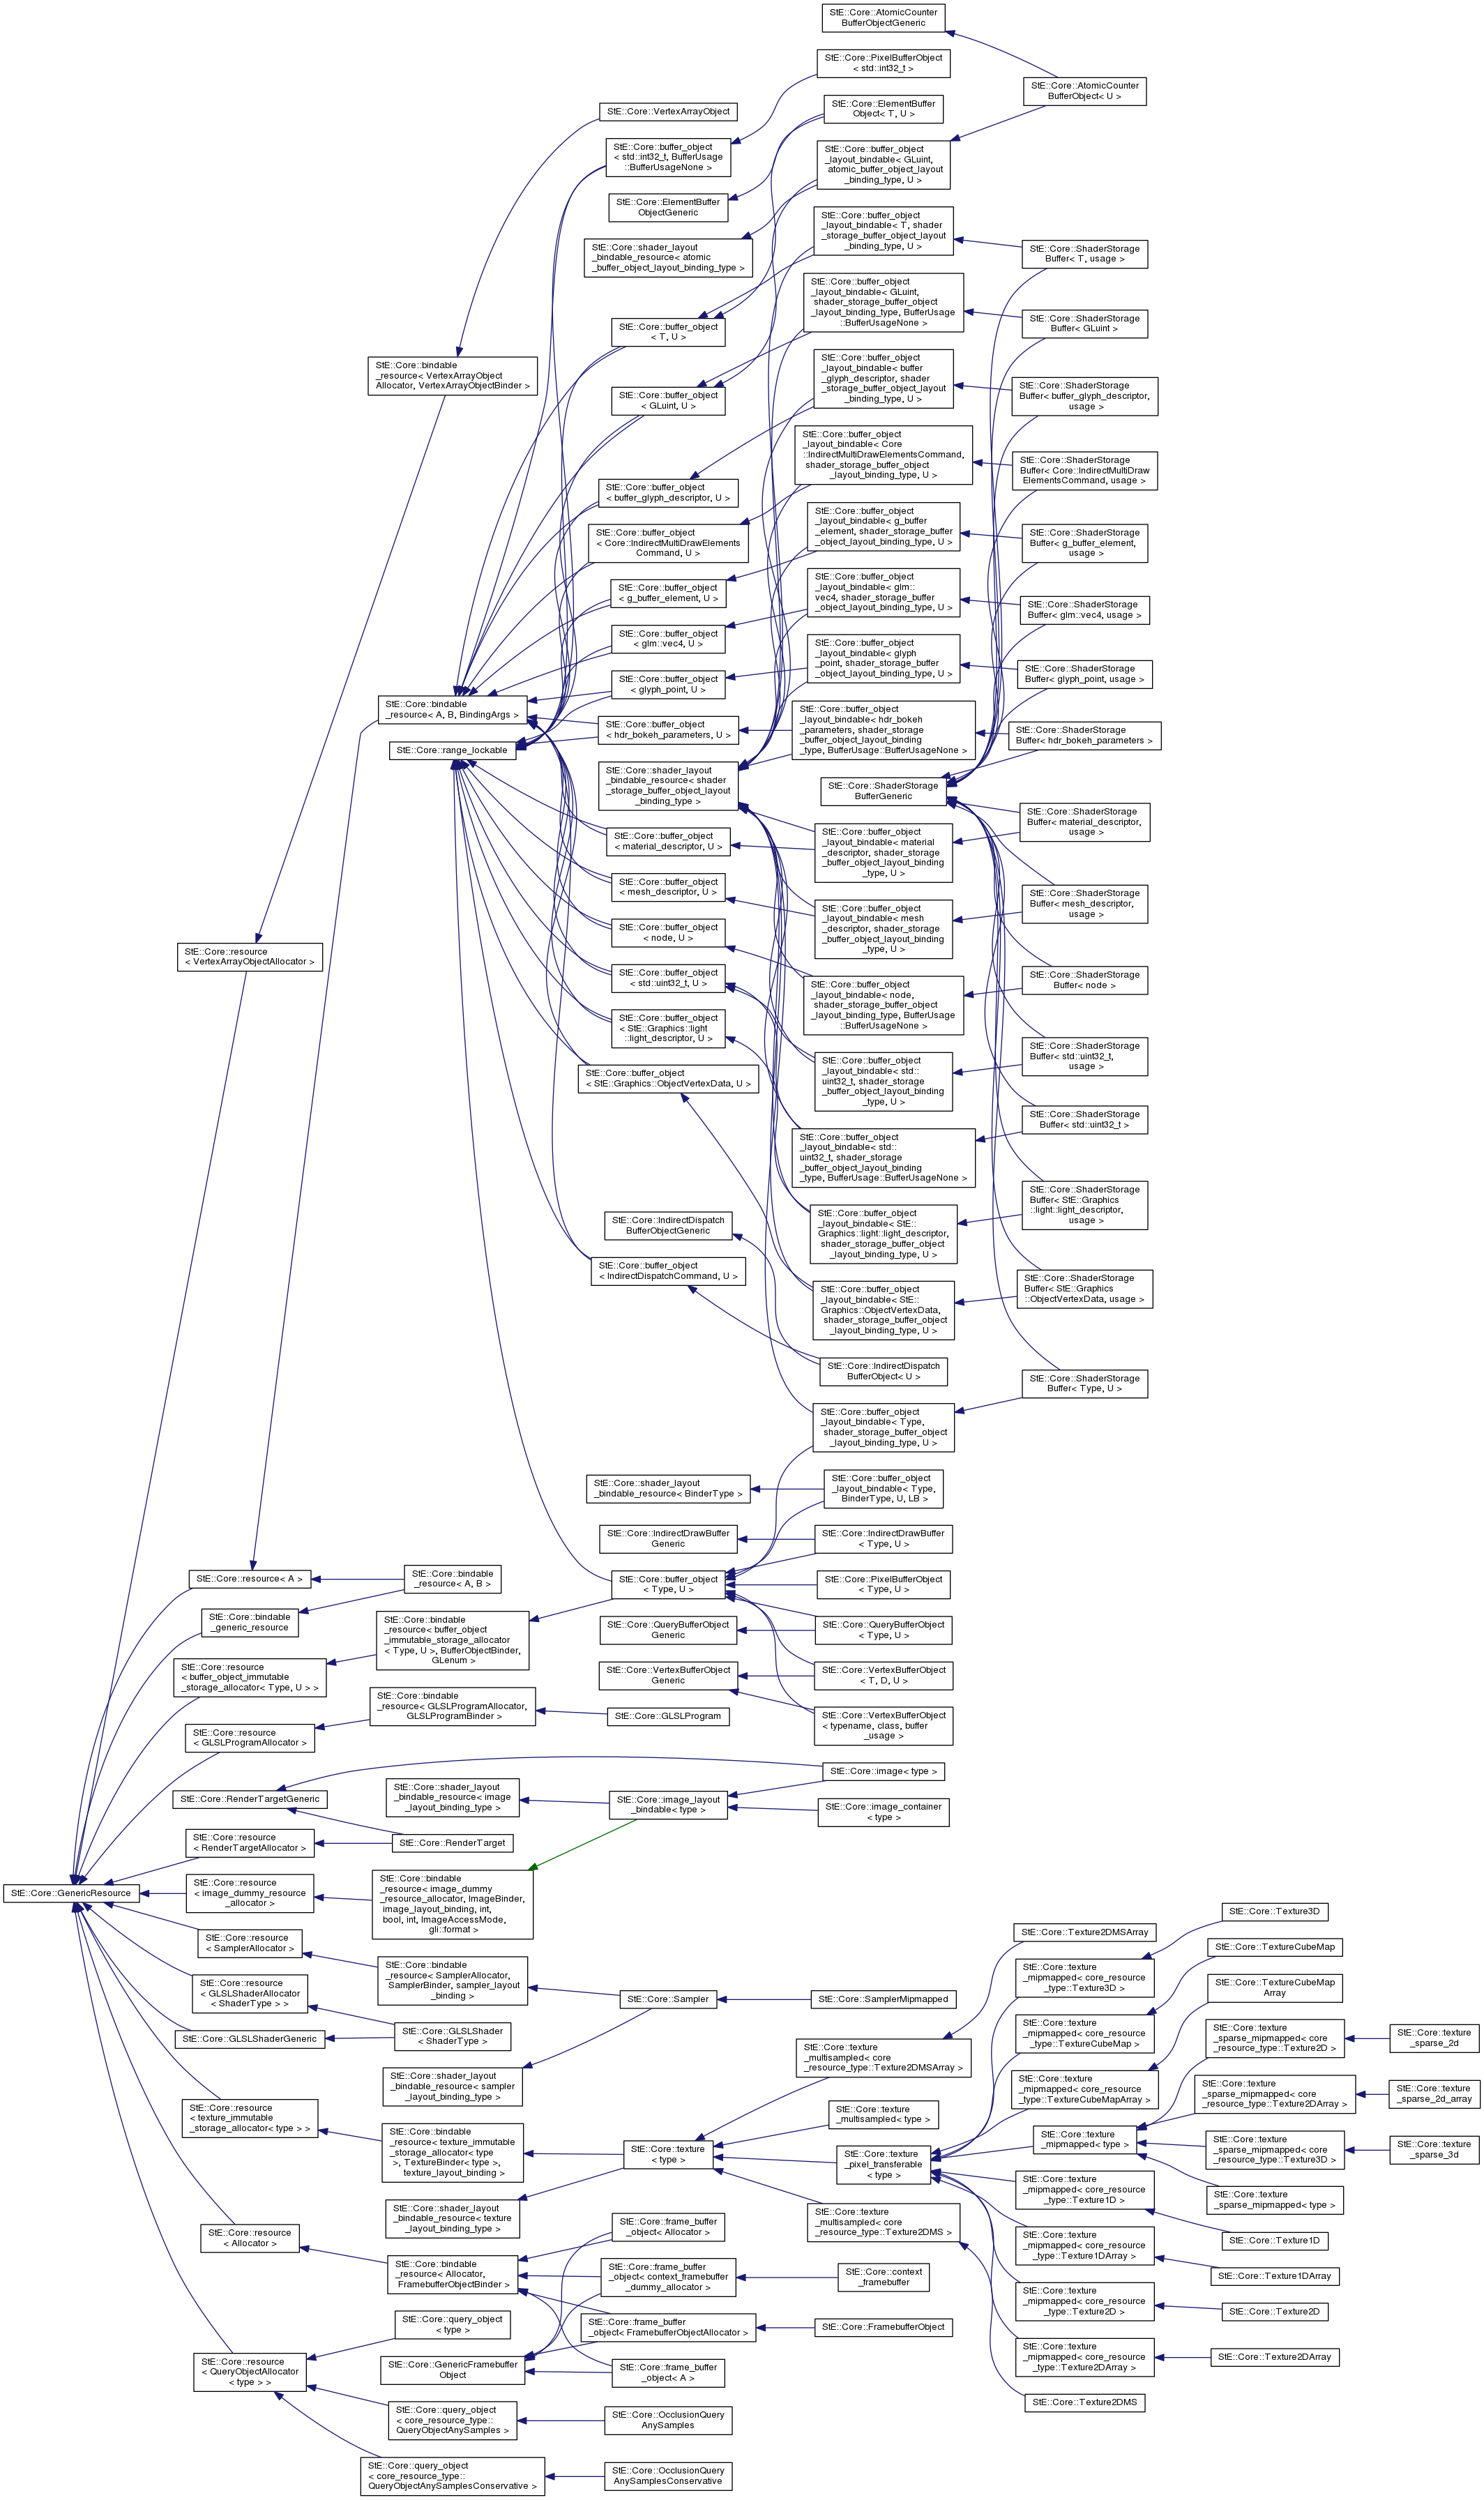 StE::Core::AtomicCounter
BufferObjectGeneric
StE::Core::PixelBufferObject
< std::int32_t >
StE::Core::AtomicCounter
BufferObject< U >
StE::Core::VertexArrayObject
StE::Core::ElementBuffer
Object< T, U >
StE::Core::buffer_object
< std::int32_t, BufferUsage
::BufferUsageNone >
StE::Core::buffer_object
_layout_bindable< GLuint,
atomic_buffer_object_layout
_binding_type, U >
StE::Core::ElementBuffer
ObjectGeneric
StE::Core::shader_layout
_bindable_resource< atomic
_buffer_object_layout_binding_type >
StE::Core::buffer_object
_layout_bindable< T, shader
_storage_buffer_object_layout
_binding_type, U >
StE::Core::ShaderStorage
Buffer< T, usage >
StE::Core::buffer_object
_layout_bindable< GLuint,
shader_storage_buffer_object
_layout_binding_type, BufferUsage
::BufferUsageNone >
StE::Core::ShaderStorage
Buffer< GLuint >
StE::Core::buffer_object
< T, U >
StE::Core::bindable
_resource< VertexArrayObject
Allocator, VertexArrayObjectBinder >
StE::Core::buffer_object
_layout_bindable< buffer
_glyph_descriptor, shader
_storage_buffer_object_layout
_binding_type, U >
StE::Core::ShaderStorage
Buffer< buffer_glyph_descriptor,
usage >
StE::Core::buffer_object
< GLuint, U >
StE::Core::buffer_object
_layout_bindable< Core
::IndirectMultiDrawElementsCommand,
shader_storage_buffer_object
_layout_binding_type, U >
StE::Core::ShaderStorage
Buffer< Core::IndirectMultiDraw
ElementsCommand, usage >
StE::Core::buffer_object
< buffer_glyph_descriptor, U >
StE::Core::buffer_object
< Core::IndirectMultiDrawElements
Command, U >
StE::Core::buffer_object
_layout_bindable< g_buffer
_element, shader_storage_buffer
_object_layout_binding_type, U >
StE::Core::ShaderStorage
Buffer< g_buffer_element,
usage >
StE::Core::buffer_object
< g_buffer_element, U >
StE::Core::buffer_object
_layout_bindable< glm::
vec4, shader_storage_buffer
_object_layout_binding_type, U >
StE::Core::ShaderStorage
Buffer< glm::vec4, usage >
StE::Core::buffer_object
< glm::vec4, U >
StE::Core::buffer_object
_layout_bindable< glyph
_point, shader_storage_buffer
_object_layout_binding_type, U >
StE::Core::ShaderStorage
Buffer< glyph_point, usage >
StE::Core::buffer_object
< glyph_point, U >
StE::Core::bindable
_resource< A, B, BindingArgs >
StE::Core::buffer_object
< hdr_bokeh_parameters, U >
StE::Core::buffer_object
_layout_bindable< hdr_bokeh
_parameters, shader_storage
_buffer_object_layout_binding
_type, BufferUsage::BufferUsageNone >
StE::Core::ShaderStorage
Buffer< hdr_bokeh_parameters >
StE::Core::range_lockable
StE::Core::shader_layout
_bindable_resource< shader
_storage_buffer_object_layout
_binding_type >
StE::Core::ShaderStorage
BufferGeneric
StE::Core::buffer_object
< material_descriptor, U >
StE::Core::buffer_object
_layout_bindable< material
_descriptor, shader_storage
_buffer_object_layout_binding
_type, U >
StE::Core::ShaderStorage
Buffer< material_descriptor,
usage >
StE::Core::buffer_object
< mesh_descriptor, U >
StE::Core::buffer_object
_layout_bindable< mesh
_descriptor, shader_storage
_buffer_object_layout_binding
_type, U >
StE::Core::ShaderStorage
Buffer< mesh_descriptor,
usage >
StE::Core::buffer_object
< node, U >
StE::Core::resource
< VertexArrayObjectAllocator >
StE::Core::buffer_object
< std::uint32_t, U >
StE::Core::buffer_object
_layout_bindable< node,
shader_storage_buffer_object
_layout_binding_type, BufferUsage
::BufferUsageNone >
StE::Core::ShaderStorage
Buffer< node >
StE::Core::buffer_object
< StE::Graphics::light
::light_descriptor, U >
StE::Core::buffer_object
_layout_bindable< std::
uint32_t, shader_storage
_buffer_object_layout_binding
_type, U >
StE::Core::ShaderStorage
Buffer< std::uint32_t,
usage >
StE::Core::buffer_object
< StE::Graphics::ObjectVertexData, U >
StE::Core::buffer_object
_layout_bindable< std::
uint32_t, shader_storage
_buffer_object_layout_binding
_type, BufferUsage::BufferUsageNone >
StE::Core::ShaderStorage
Buffer< std::uint32_t >
StE::Core::IndirectDispatch
BufferObjectGeneric
StE::Core::buffer_object
_layout_bindable< StE::
Graphics::light::light_descriptor,
shader_storage_buffer_object
_layout_binding_type, U >
StE::Core::ShaderStorage
Buffer< StE::Graphics
::light::light_descriptor,
usage >
StE::Core::buffer_object
< IndirectDispatchCommand, U >
StE::Core::buffer_object
_layout_bindable< StE::
Graphics::ObjectVertexData,
shader_storage_buffer_object
_layout_binding_type, U >
StE::Core::ShaderStorage
Buffer< StE::Graphics
::ObjectVertexData, usage >
StE::Core::IndirectDispatch
BufferObject< U >
StE::Core::ShaderStorage
Buffer< Type, U >
StE::Core::buffer_object
_layout_bindable< Type,
shader_storage_buffer_object
_layout_binding_type, U >
StE::Core::shader_layout
_bindable_resource< BinderType >
StE::Core::buffer_object
_layout_bindable< Type,
BinderType, U, LB >
StE::Core::IndirectDrawBuffer
Generic
StE::Core::IndirectDrawBuffer
< Type, U >
StE::Core::resource< A >
StE::Core::bindable
_resource< A, B >
StE::Core::buffer_object
< Type, U >
StE::Core::PixelBufferObject
< Type, U >
StE::Core::bindable
_generic_resource
StE::Core::bindable
_resource< buffer_object
_immutable_storage_allocator
< Type, U >, BufferObjectBinder,
GLenum >
StE::Core::QueryBufferObject
Generic
StE::Core::QueryBufferObject
< Type, U >
StE::Core::resource
< buffer_object_immutable
_storage_allocator< Type, U > >
StE::Core::VertexBufferObject
Generic
StE::Core::VertexBufferObject
< T, D, U >
StE::Core::bindable
_resource< GLSLProgramAllocator,
GLSLProgramBinder >
StE::Core::GLSLProgram
StE::Core::VertexBufferObject
< typename, class, buffer
_usage >
StE::Core::resource
< GLSLProgramAllocator >
StE::Core::image< type >
StE::Core::RenderTargetGeneric
StE::Core::shader_layout
_bindable_resource< image
_layout_binding_type >
StE::Core::image_layout
_bindable< type >
StE::Core::image_container
< type >
StE::Core::resource
< RenderTargetAllocator >
StE::Core::RenderTarget
StE::Core::GenericResource
StE::Core::resource
< image_dummy_resource
_allocator >
StE::Core::bindable
_resource< image_dummy
_resource_allocator, ImageBinder,
image_layout_binding, int,
bool, int, ImageAccessMode,
gli::format >
StE::Core::resource
< SamplerAllocator >
StE::Core::bindable
_resource< SamplerAllocator,
SamplerBinder, sampler_layout
_binding >
StE::Core::Sampler
StE::Core::SamplerMipmapped
StE::Core::resource
< GLSLShaderAllocator
< ShaderType > >
StE::Core::GLSLShaderGeneric
StE::Core::GLSLShader
< ShaderType >
StE::Core::shader_layout
_bindable_resource< sampler
_layout_binding_type >
StE::Core::Texture2DMSArray
StE::Core::Texture3D
StE::Core::texture
_mipmapped< core_resource
_type::Texture3D >
StE::Core::TextureCubeMap
StE::Core::TextureCubeMap
Array
StE::Core::texture
_mipmapped< core_resource
_type::TextureCubeMap >
StE::Core::texture
_sparse_mipmapped< core
_resource_type::Texture2D >
StE::Core::texture
_sparse_2d
StE::Core::texture
_multisampled< core
_resource_type::Texture2DMSArray >
StE::Core::texture
_mipmapped< core_resource
_type::TextureCubeMapArray >
StE::Core::texture
_sparse_mipmapped< core
_resource_type::Texture2DArray >
StE::Core::texture
_sparse_2d_array
StE::Core::resource
< texture_immutable
_storage_allocator< type > >
StE::Core::bindable
_resource< texture_immutable
_storage_allocator< type
>, TextureBinder< type >,
texture_layout_binding >
StE::Core::texture
< type >
StE::Core::texture
_multisampled< type >
StE::Core::texture
_pixel_transferable
< type >
StE::Core::texture
_mipmapped< type >
StE::Core::texture
_sparse_mipmapped< core
_resource_type::Texture3D >
StE::Core::texture
_sparse_3d
StE::Core::texture
_sparse_mipmapped< type >
StE::Core::texture
_mipmapped< core_resource
_type::Texture1D >
StE::Core::Texture1D
StE::Core::shader_layout
_bindable_resource< texture
_layout_binding_type >
StE::Core::texture
_multisampled< core
_resource_type::Texture2DMS >
StE::Core::resource
< Allocator >
StE::Core::frame_buffer
_object< Allocator >
StE::Core::texture
_mipmapped< core_resource
_type::Texture1DArray >
StE::Core::Texture1DArray
StE::Core::bindable
_resource< Allocator,
FramebufferObjectBinder >
StE::Core::frame_buffer
_object< context_framebuffer
_dummy_allocator >
StE::Core::context
_framebuffer
StE::Core::texture
_mipmapped< core_resource
_type::Texture2D >
StE::Core::Texture2D
StE::Core::query_object
< type >
StE::Core::frame_buffer
_object< FramebufferObjectAllocator >
StE::Core::FramebufferObject
StE::Core::texture
_mipmapped< core_resource
_type::Texture2DArray >
StE::Core::Texture2DArray
StE::Core::resource
< QueryObjectAllocator
< type > >
StE::Core::GenericFramebuffer
Object
StE::Core::frame_buffer
_object< A >
StE::Core::Texture2DMS
StE::Core::query_object
< core_resource_type::
QueryObjectAnySamples >
StE::Core::OcclusionQuery
AnySamples
StE::Core::query_object
< core_resource_type::
QueryObjectAnySamplesConservative >
StE::Core::OcclusionQuery
AnySamplesConservative